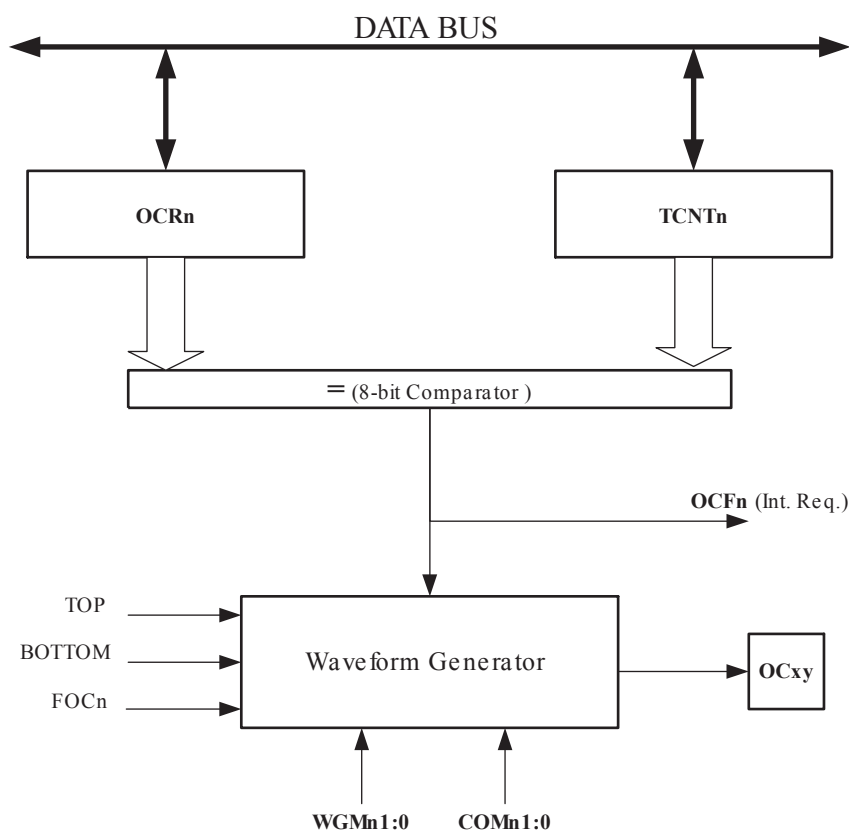 DATA BUS
OCRn
TCNTn
= (8-bit Comparator )
OCFn (Int. Req.)
TOP
BOTTOM
FOCn
Waveform Generator
OCxy
WGMn1:0
COMn1:0